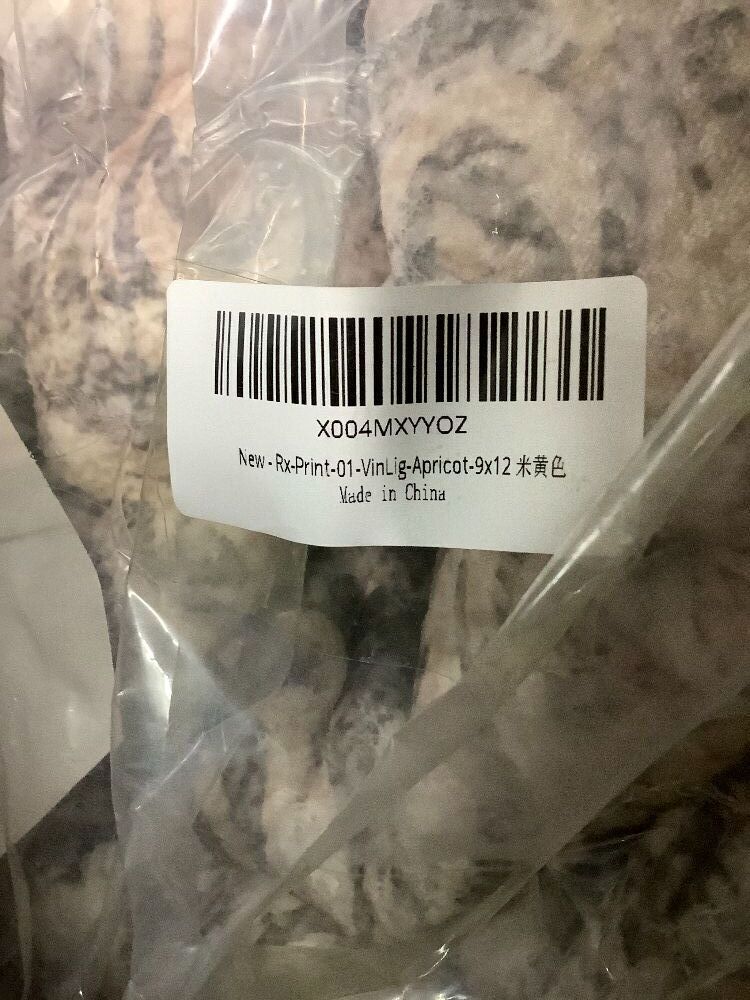 X004MXYYOZ
New - Rx-Print-01-VinLig-Apricot-9x12 米黄色
Made in China